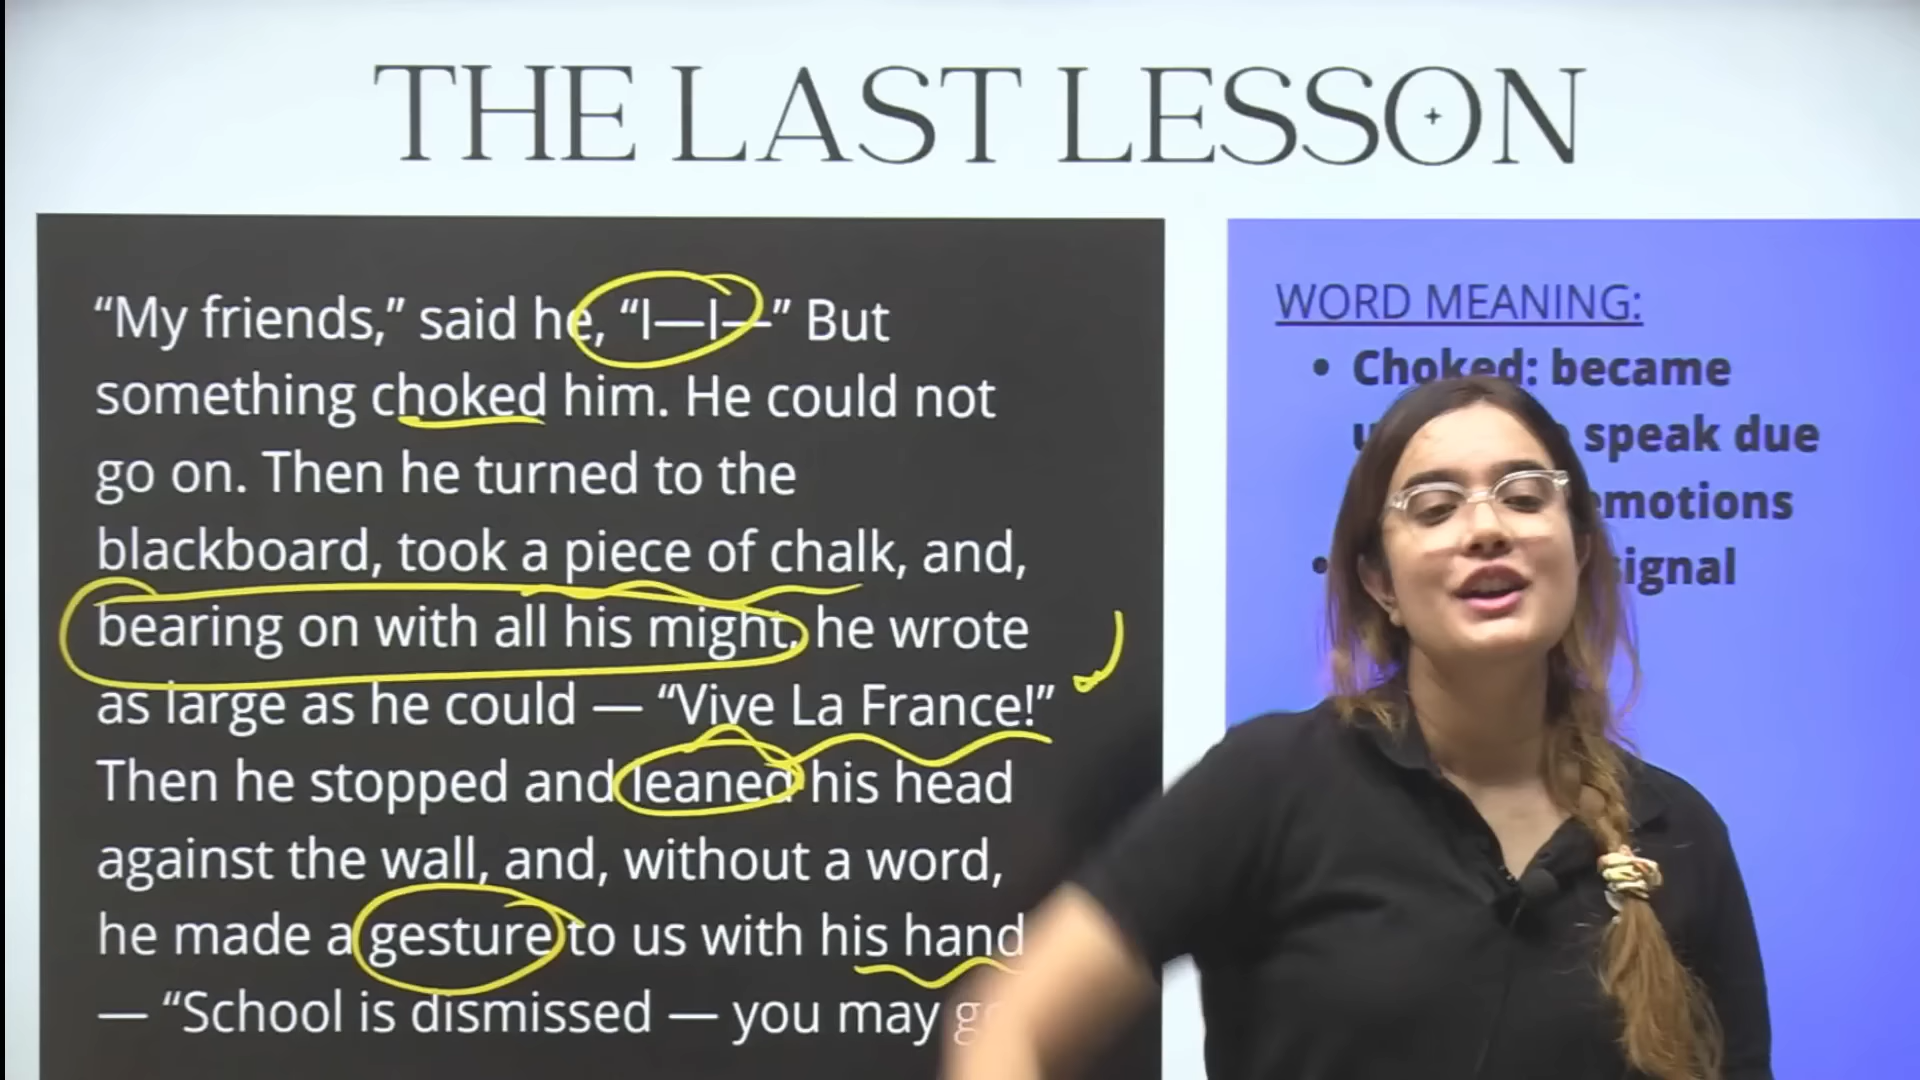 THE LAST LESSON
“My friends,” said he, “I—I—” But
something choked him. He could not
go on. Then he turned to the
blackboard, took a piece of chalk, and,
bearing on with all his might, he wrote
as large as he could — “Vive La France!”
Then he stopped and leaned his head
against the wall, and, without a word,
he made a gesture to us with his hand
— “School is dismissed — you may
WORD MEANING:
• Choked: became
speak due
emotions
•